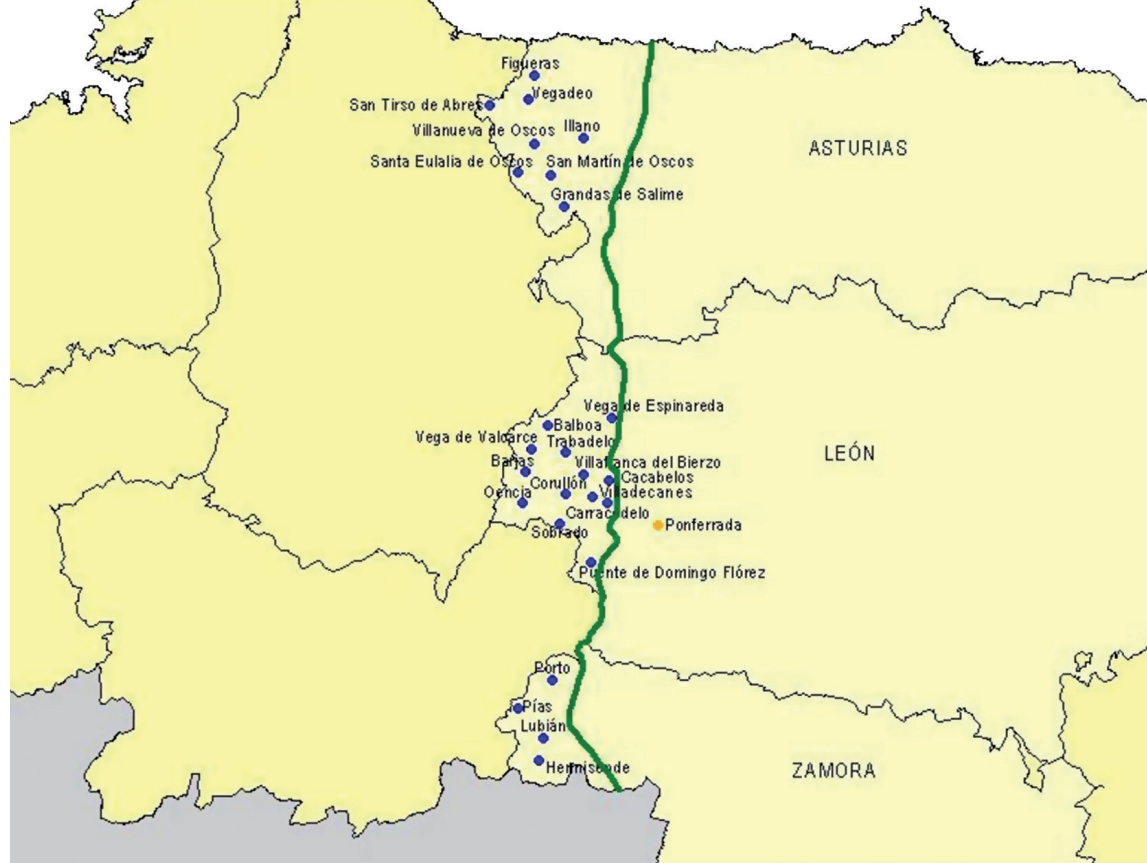 Figueras
Vegadeo
San Tirso de Abres
Illano
Villanueva de Oscos
ASTURIAS
Santa Eulalia de Oscos
San Martín de Oscos
Grandas de Salime
Vega de Espinareda
Balboa
Vega de Valcarce
Trabadelo
LEÓN
Barjas
Villafranca del Bierzo
Cacabelos
Corullón
Oencia
Villadecanes
Carracedelo
Ponferrada
Sobrado
Puente de Domingo Flórez
Porto
Pías
Lubián
Hermisende
ZAMORA